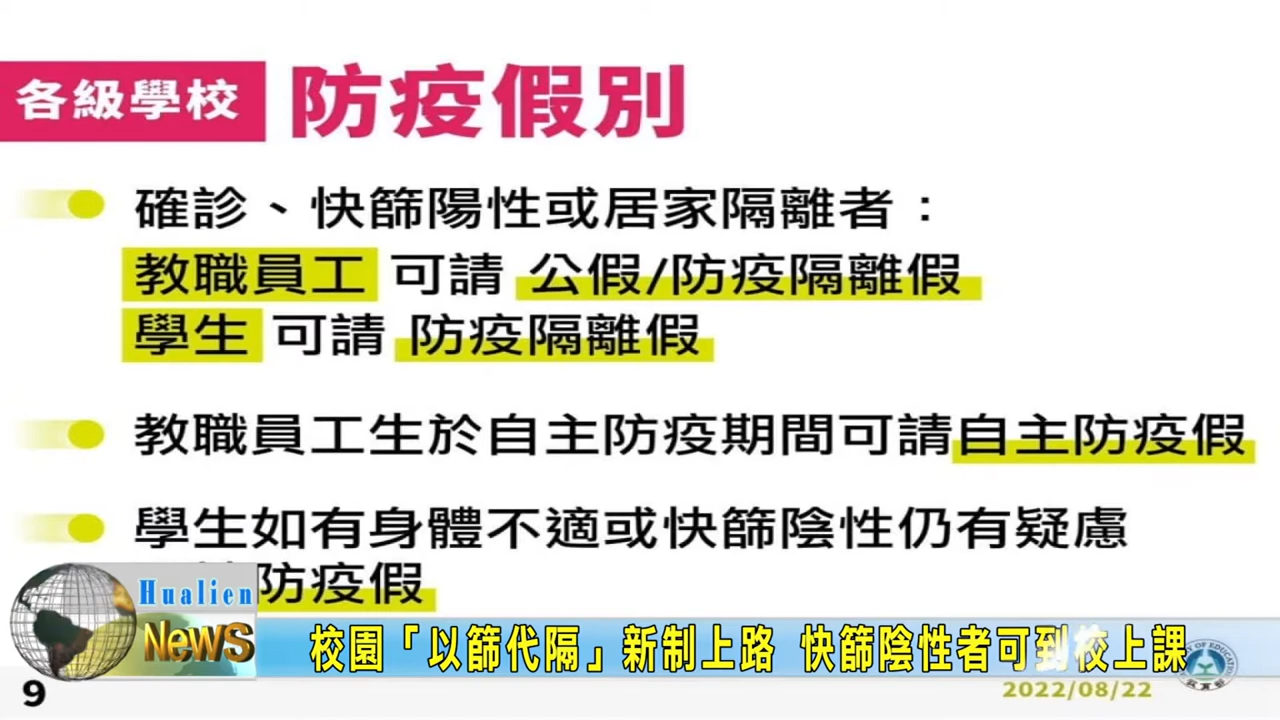 各級學校 防疫假別
確診、快篩陽性或居家隔離者：
教職員工 可請 公假/防疫隔離假
學生 可請 防疫隔離假
教職員工生於自主防疫期間可請自主防疫假
學生如有身體不適或快篩陰性仍有疑慮
防疫假
Hualien
News
校園「以篩代隔」新制上路 快篩陰性者可到校上課
9
2022/08/22